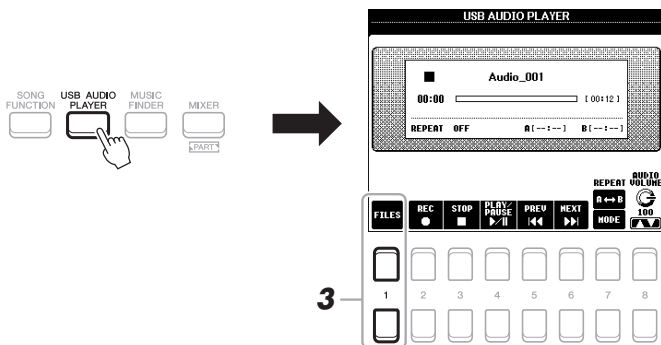 USB AUDIO PLAYER
Audio_001
00:00 [ 00:12 ]
REPEAT OFF A[--:--] B[--:--]
SONG FUNCTION
USB AUDIO PLAYER
MUSIC FINDER
MIXER
PART
REPEAT
AUDIO VOLUME
FILES
REC
STOP
PLAY/PAUSE
PREV
NEXT
A↔B
MODE
100
3
1 2 3 4 5 6 7 8